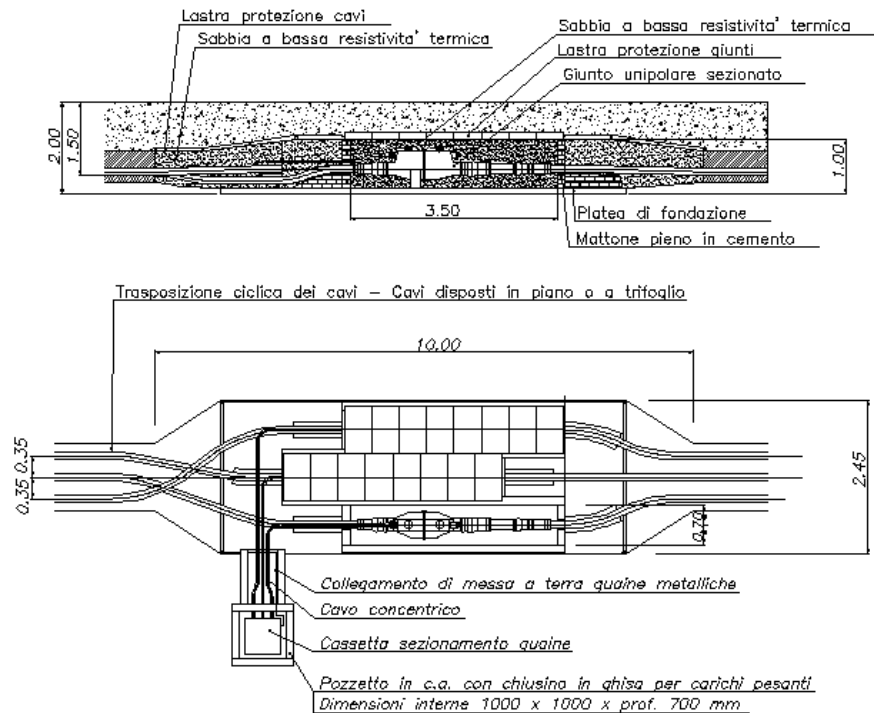 Lastra protezione cavi
Sabbia a bassa resistivita' termica
Sabbia a bassa resistivita' termica
Lastra protezione giunti
Giunto unipolare sezionato
2.00
1.50
1.00
3.50
Platea di fondazione
Mattone pieno in cemento
Trasposizione ciclica dei cavi – Cavi disposti in piano o a trifoglio
10.00
0.35
0.35
2.45
0.70
Collegamento di messa a terra guaine metalliche
Cavo concentrico
Cassetta sezionamento guaine
Pozzetto in c.a. con chiusino in ghisa per carichi pesanti
Dimensioni interne 1000 x 1000 x prof. 700 mm